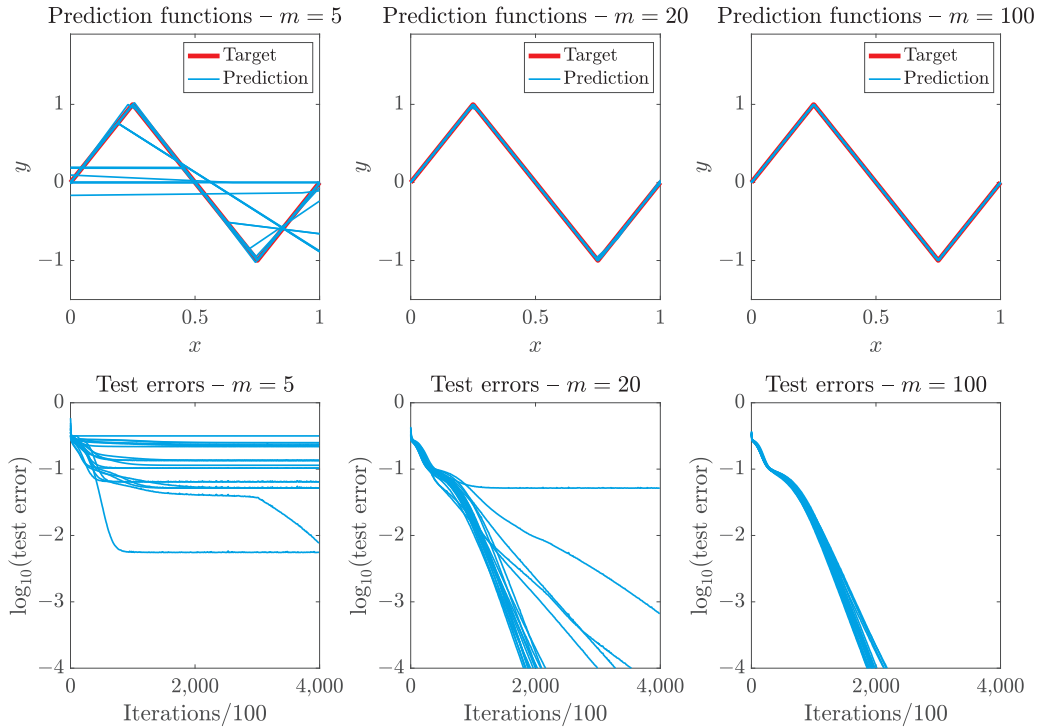 Prediction functions – m = 5
Prediction functions – m = 20
Prediction functions – m = 100
Target
Prediction
Target
Prediction
Target
Prediction
y
1
0
−1
0
0.5
1
x
y
1
0
−1
0
0.5
1
x
y
1
0
−1
0
0.5
1
x
Test errors – m = 5
Test errors – m = 20
Test errors – m = 100
log10(test error)
0
−1
−2
−3
−4
0
2,000
4,000
Iterations/100
log10(test error)
0
−1
−2
−3
−4
0
2,000
4,000
Iterations/100
log10(test error)
0
−1
−2
−3
−4
0
2,000
4,000
Iterations/100